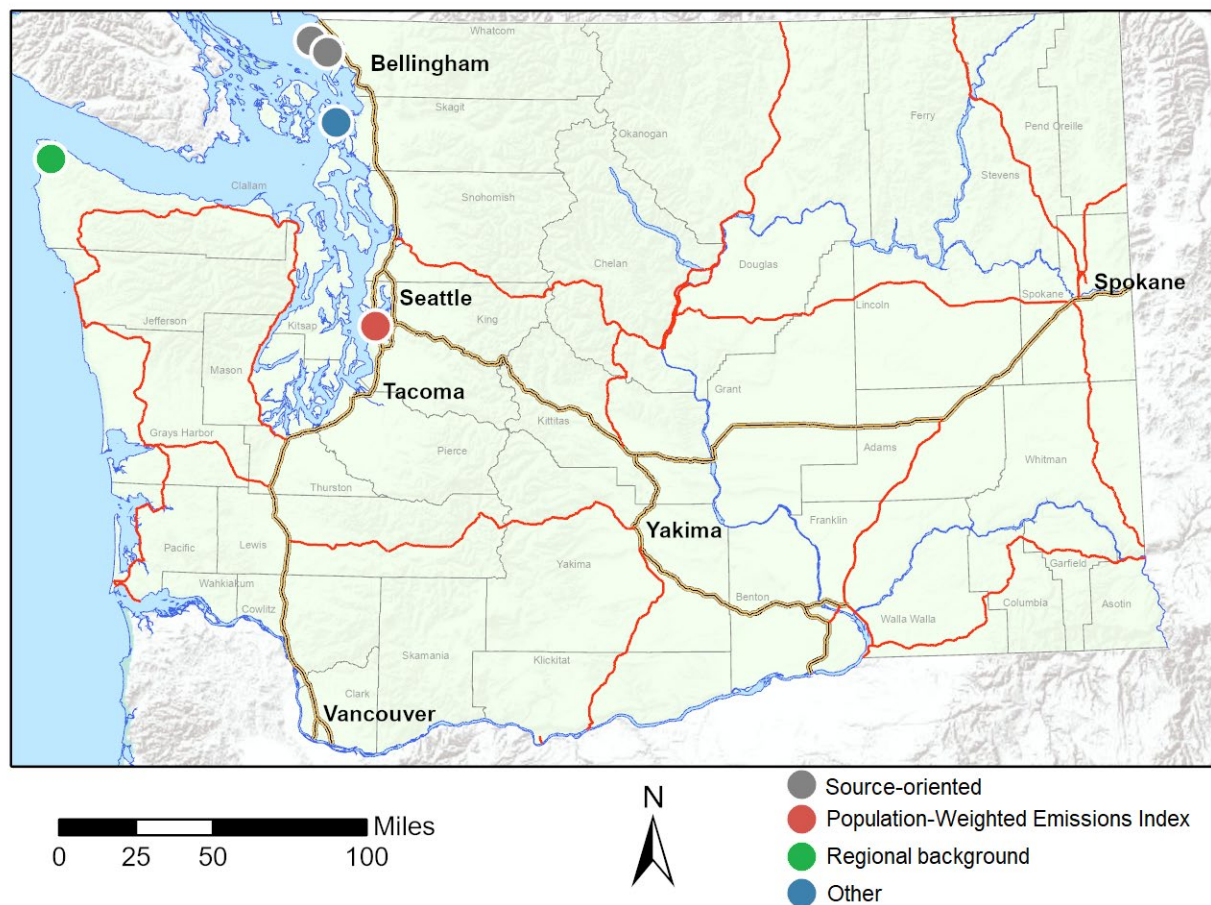 Whatcom
Bellingham
Skagit
Okanogan
Ferry
Pend Oreille
Stevens
Clallam
Snohomish
Chelan
Douglas
Seattle
King
Spokane
Spokane
Lincoln
Jefferson
Kitsap
Mason
Grant
Tacoma
Kittitas
Grays Harbor
Pierce
Adams
Whitman
Thurston
Franklin
Yakima
Pacific
Lewis
Yakima
Garfield
Wahkiakum
Cowlitz
Benton
Walla Walla
Columbia
Asotin
Skamania
Klickitat
Clark
Vancouver
Miles
0 25 50 100
N
Source-oriented
Population-Weighted Emissions Index
Regional background
Other